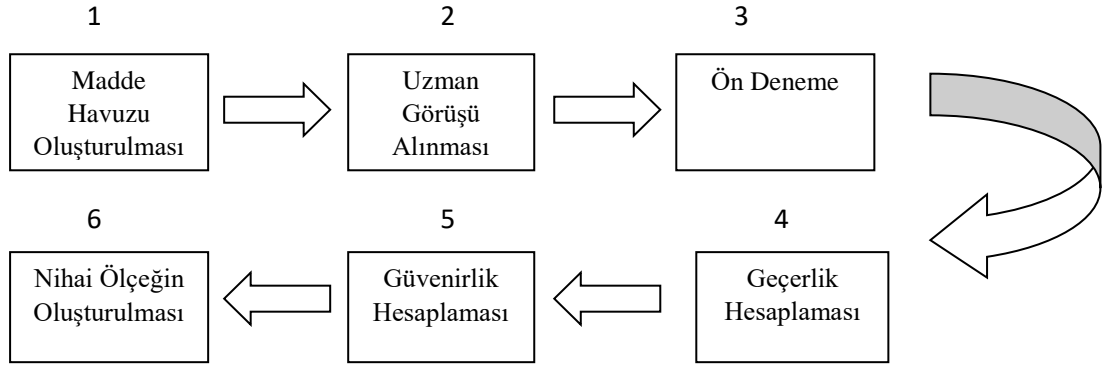 1
Madde
Havuzu
Oluşturulması
2
Uzman
Görüşü
Alınması
3
Ön Deneme
4
Geçerlik
Hesaplaması
5
Güvenirlik
Hesaplaması
6
Nihai Ölçeğin
Oluşturulması